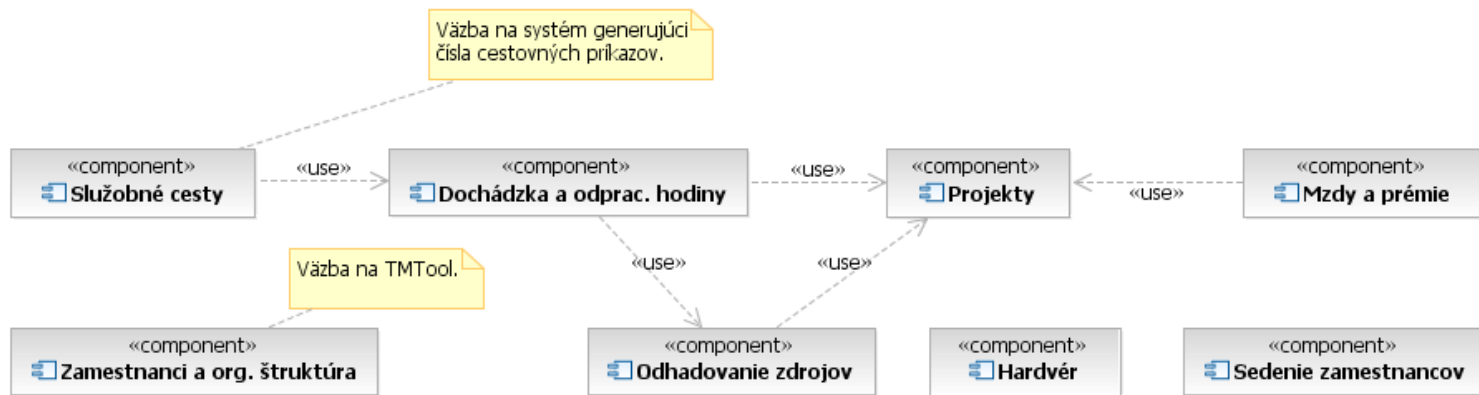 Väzba na systém generujúci
čísla cestovných príkazov.
«component»
Služobné cesty
«use»
«component»
Dochádzka a odprac. hodiny
«use»
«component»
Projekty
«use»
«component»
Mzdy a prémie
«use»
«use»
Väzba na TMTool.
«component»
Zamestnanci a org. štruktúra
«component»
Odhadovanie zdrojov
«component»
Hardvér
«component»
Sedenie zamestnancov